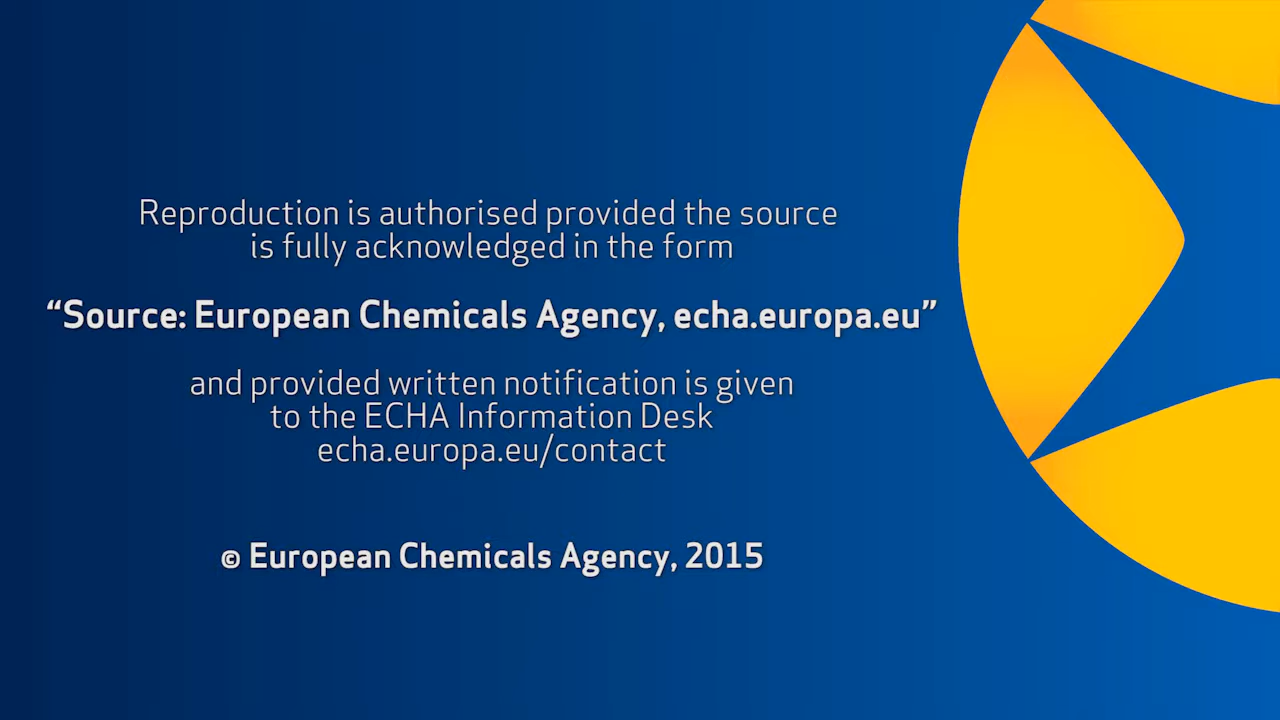 Reproduction is authorised provided the source
is fully acknowledged in the form
“Source: European Chemicals Agency, echa.europa.eu”
and provided written notification is given
to the ECHA Information Desk
echa.europa.eu/contact
© European Chemicals Agency, 2015